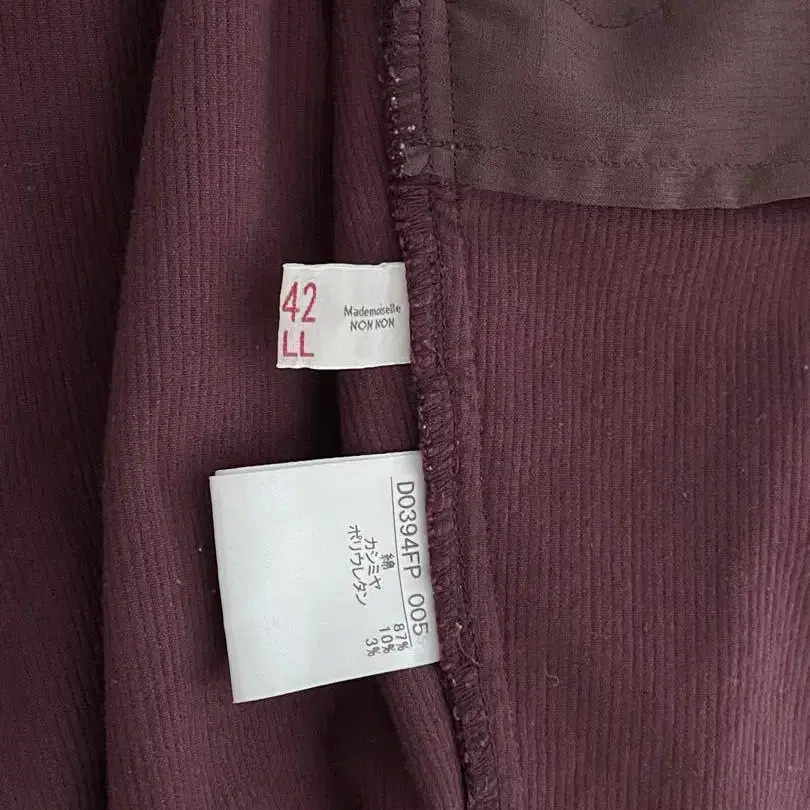 42
LL
Mademoiselle
NON NON
D0394FP 005
綿 87%
カシミヤ 10%
ポリウレタン 3%